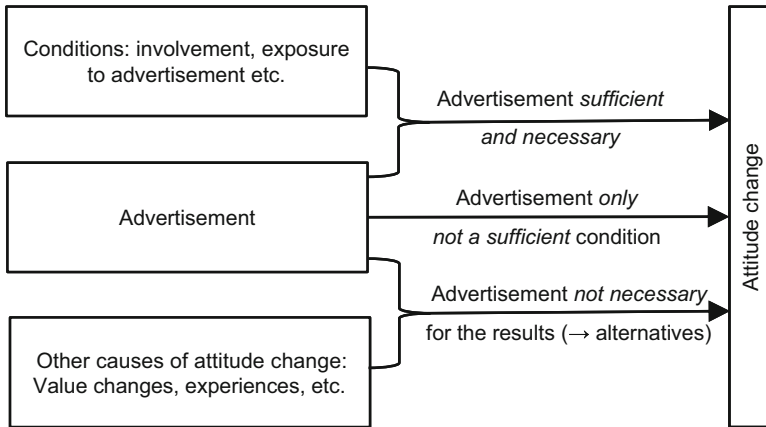 Conditions: involvement, exposure
to advertisement etc.
Advertisement sufficient
and necessary
Advertisement
Advertisement only
not a sufficient condition
Advertisement not necessary
for the results (→ alternatives)
Other causes of attitude change:
Value changes, experiences, etc.
Attitude change